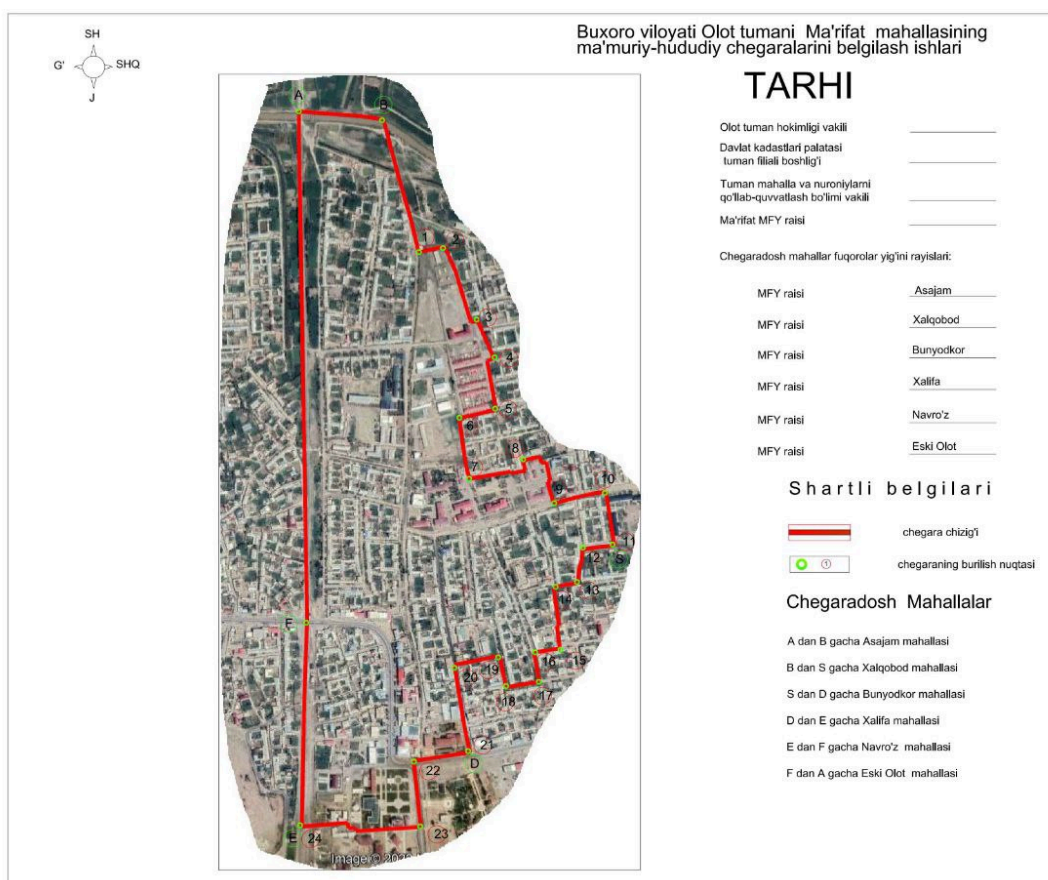 SH
G'
SHQ
J
Buxoro viloyati Olot tumani Ma'rifat mahallasining
ma'muriy-hududiy chegaralarini belgilash ishlari
TARHI
Olot tuman hokimligi vakili
Davlat kadastlari palatasi
tuman filiali boshlig'i
Tuman mahalla va nuroniylarni
qo'llab-quvvatlash bo'limi vakili
Ma'rifat MFY raisi
Chegaradosh mahallar fuqorolar yig'ini rayislari:
MFY raisi Asajam
MFY raisi Xalqobod
MFY raisi Bunyodkor
MFY raisi Xalifa
MFY raisi Navro'z
MFY raisi Eski Olot
Shartli belgilari
chegara chizig'i
1 chegaraning burilish nuqtasi
Chegaradosh Mahallalar
A dan B gacha Asajam mahallasi
B dan S gacha Xalqobod mahallasi
S dan D gacha Bunyodkor mahallasi
D dan E gacha Xalifa mahallasi
E dan F gacha Navro'z mahallasi
F dan A gacha Eski Olot mahallasi
A
B
1
2
3
4
5
6
7
8
9
10
11
S
12
13
14
15
16
17
18
19
20
21
D
22
23
24
E
Image ©